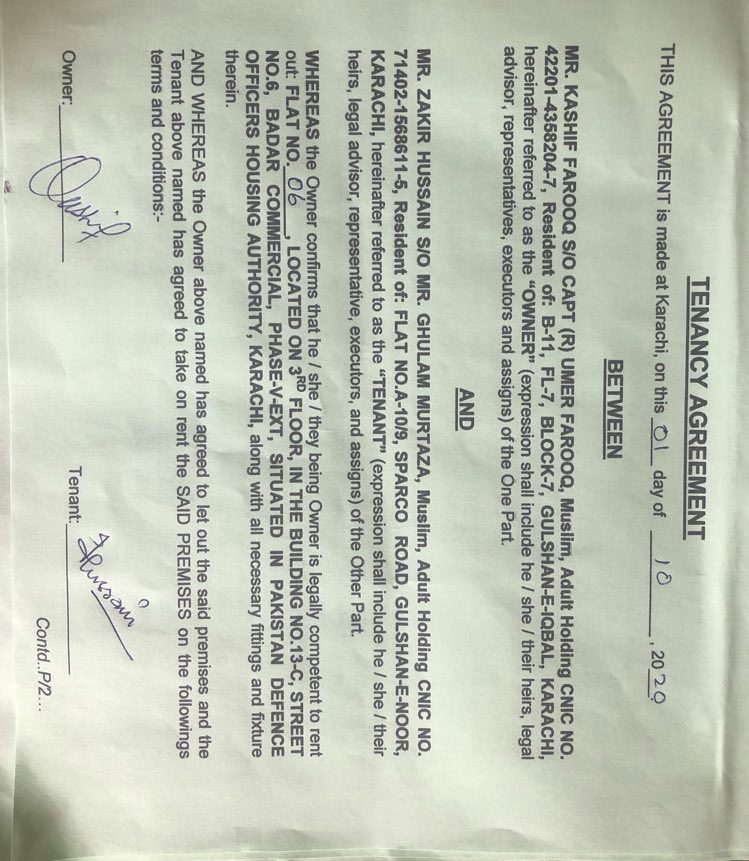 TENANCY AGREEMENT
THIS AGREEMENT is made at Karachi, on this 01 day of 10, 2020
BETWEEN
MR. KASHIF FAROOQ S/O CAPT (R) UMER FAROOQ, Muslim, Adult Holding CNIC NO.
42201-4358204-7, Resident of: B-11, FL-7, BLOCK-7, GULSHAN-E-IQBAL, KARACHI,
hereinafter referred to as the “OWNER” (expression shall include he / she / their heirs, legal
advisor, representatives, executors and assigns) of the One Part.
AND
MR. ZAKIR HUSSAIN S/O MR. GHULAM MURTAZA, Muslim, Adult Holding CNIC NO.
71402-1568611-5, Resident of: FLAT NO.A-10/9, SPARCO ROAD, GULSHAN-E-NOOR,
KARACHI, hereinafter referred to as the “TENANT” (expression shall include he / she / their
heirs, legal advisor, representative, executors, and assigns) of the Other Part.
WHEREAS the Owner confirms that he / she / they being Owner is legally competent to rent
out: FLAT NO. 06, LOCATED ON 3RD FLOOR, IN THE BUILDING NO.13-C, STREET
NO.6, BADAR COMMERCIAL, PHASE-V-EXT, SITUATED IN PAKISTAN DEFENCE
OFFICERS HOUSING AUTHORITY, KARACHI, along with all necessary fittings and fixture
therein.
AND WHEREAS the Owner above named has agreed to let out the said premises and the
Tenant above named has agreed to take on rent the SAID PREMISES on the followings
terms and conditions:-
Owner: Tenant: Hussain
Contd..P/2...